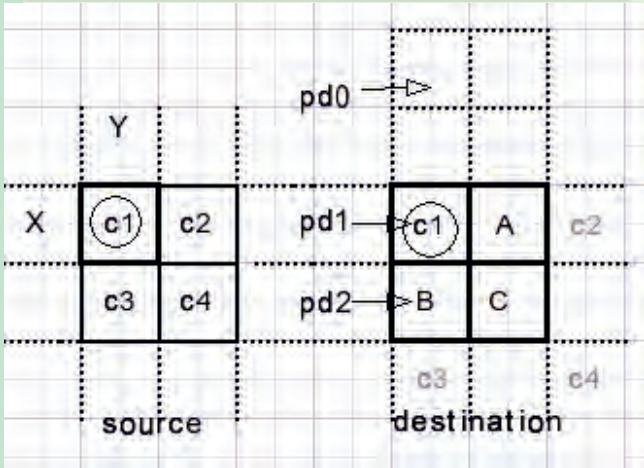 pd0
Y
X c1 c2 pd1 c1 A c2
c3 c4 pd2 B C
c3 c4
source destination